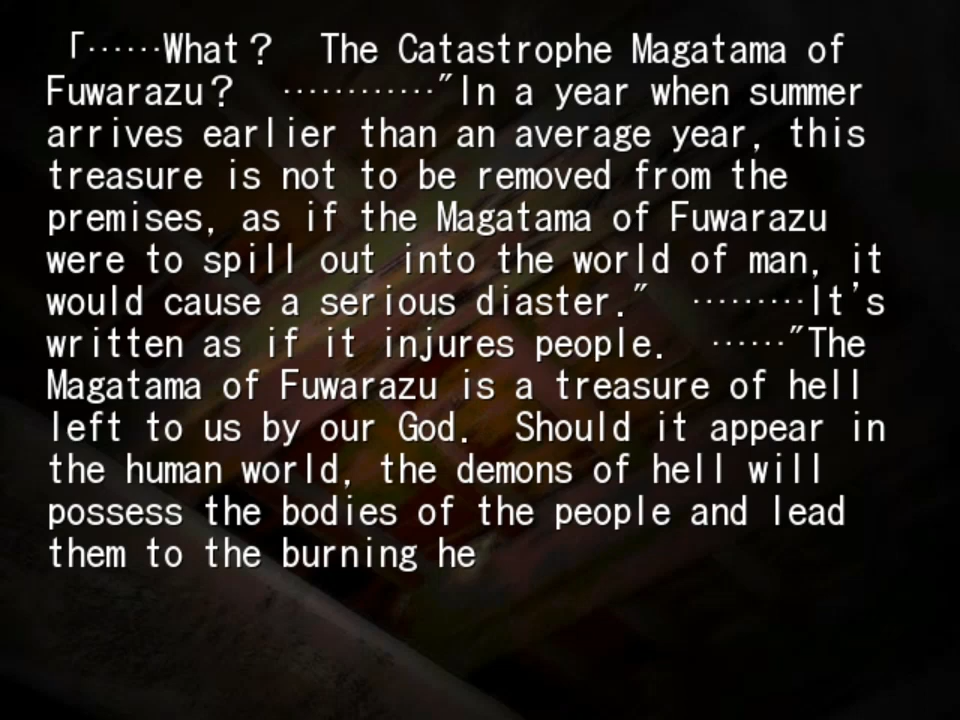 「……What？　The Catastrophe Magatama of
Fuwarazu？　…………"In a year when summer
arrives earlier than an average year, this
treasure is not to be removed from the
premises, as if the Magatama of Fuwarazu
were to spill out into the world of man, it
would cause a serious diaster."　………It's
written as if it injures people.　……"The
Magatama of Fuwarazu is a treasure of hell
left to us by our God.　Should it appear in
the human world, the demons of hell will
possess the bodies of the people and lead
them to the burning he